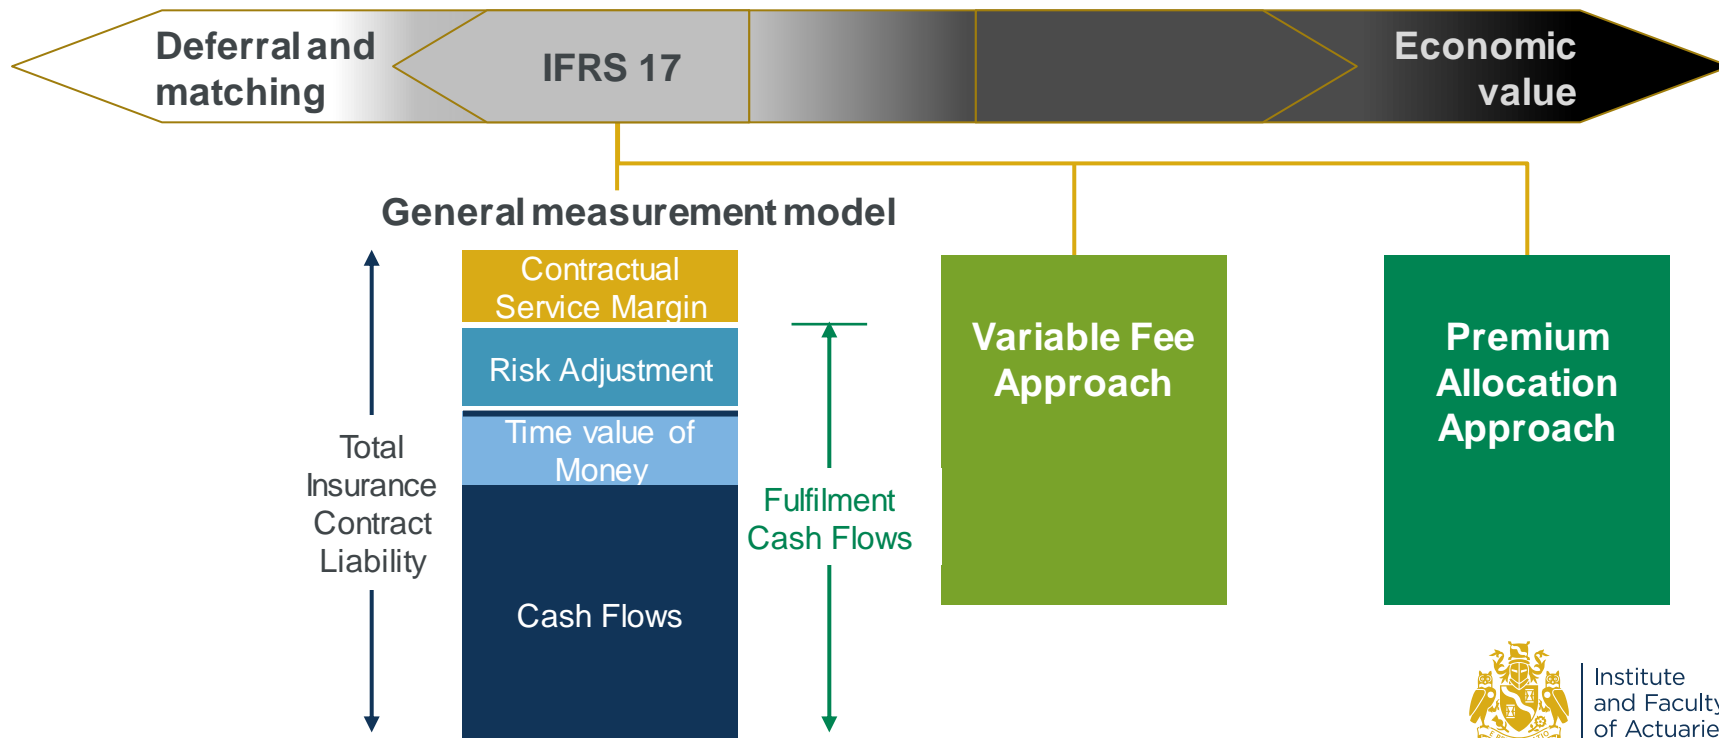 Deferral and
matching
IFRS 17
Economic
value
General measurement model
Contractual
Service Margin
Risk Adjustment
Time value of
Money
Cash Flows
Total
Insurance
Contract
Liability
Fulfilment
Cash Flows
Variable Fee
Approach
Premium
Allocation
Approach
Institute
and Faculty
of Actuarie